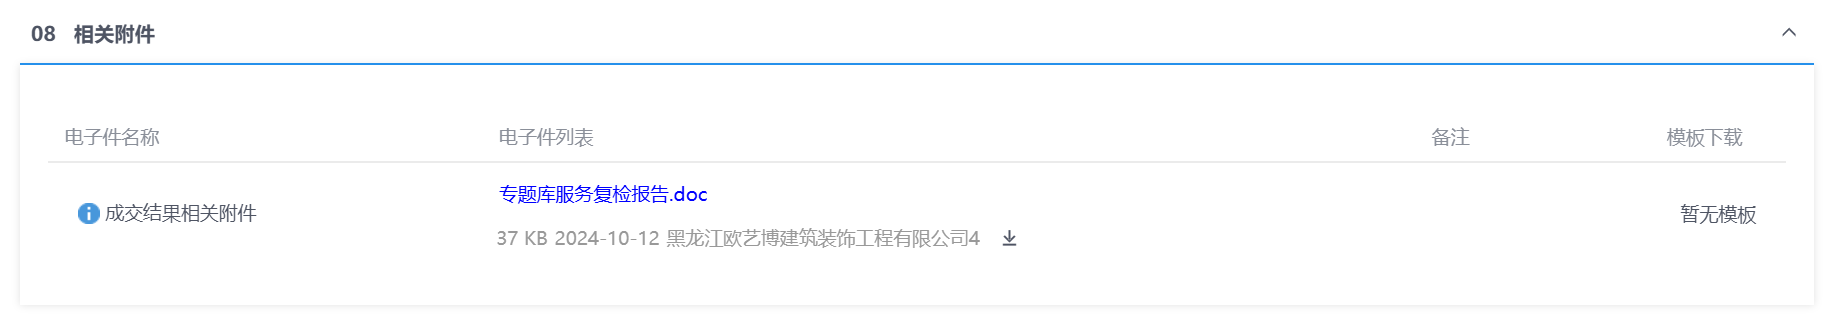 08 相关附件
电子件名称 电子件列表 备注 模板下载
专题库服务复检报告.doc
成交结果相关附件 暂无模板
37 KB 2024-10-12 黑龙江欧艺博建筑装饰工程有限公司4